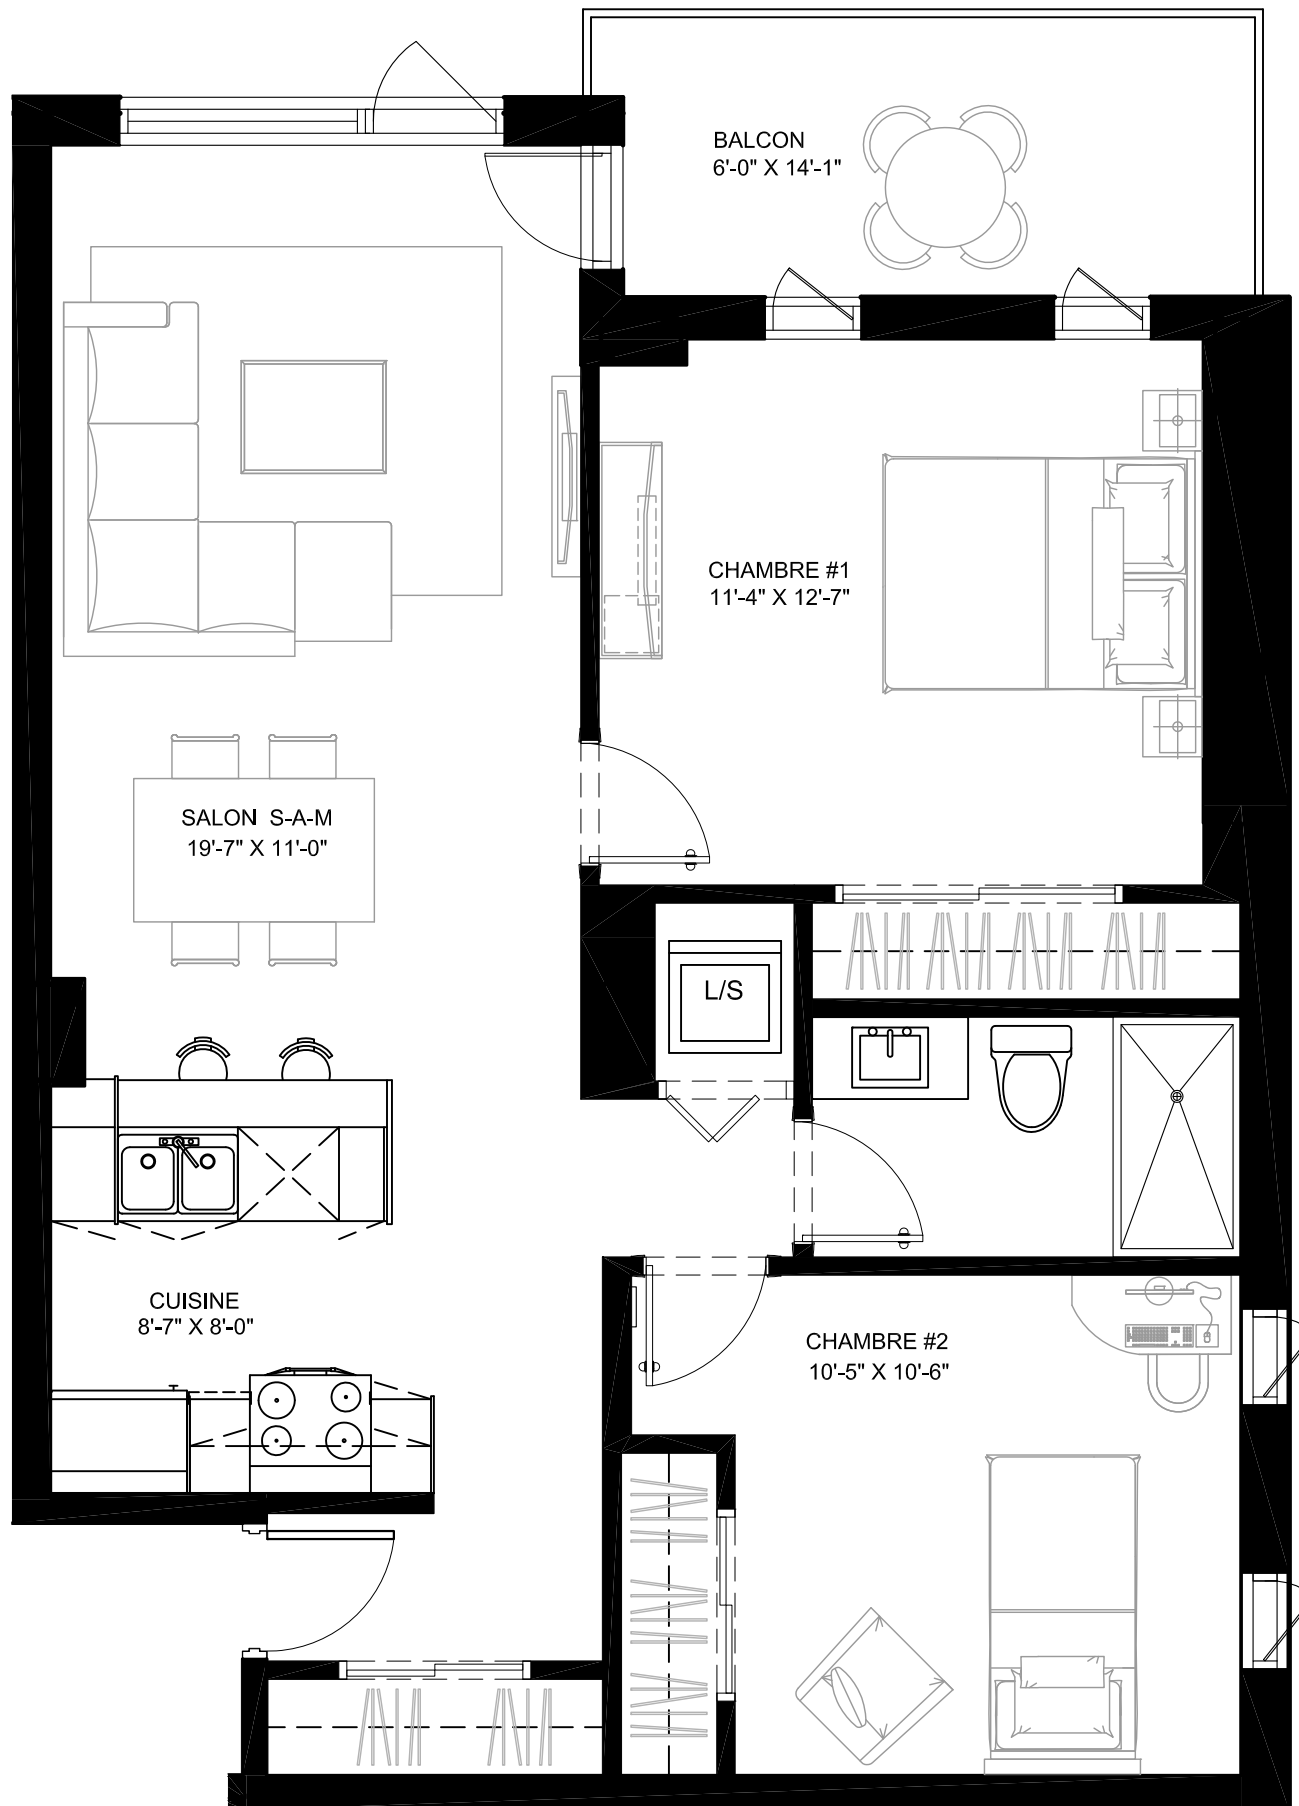 BALCON
6'-0" X 14'-1"
CHAMBRE #1
11'-4" X 12'-7"
SALON S-A-M
19'-7" X 11'-0"
L/S
CUISINE
8'-7" X 8'-0"
CHAMBRE #2
10'-5" X 10'-6"